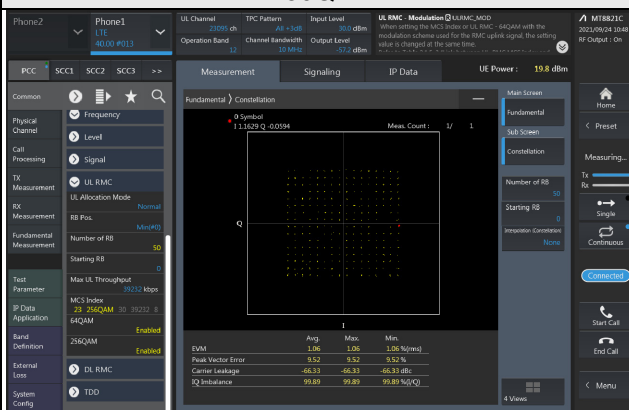 Phone2
Phone1
LTE
40.00 #013
UL Channel
23095 ch
TPC Pattern
All +3dB
Input Level
30.0 dBm
Operation Band
12
Channel Bandwidth
10 MHz
Output Level
-57.2 dBm
UL RMC - Modulation
ULRMC_MOD
When setting the MCS Index or UL RMC - 64QAM with the
modulation scheme used for the RMC uplink signal, the setting
value is changed at the same time.
MT8821C
2021/09/24 10:48
RF Output : On
PCC
SCC1
SCC2
SCC3
>>
Measurement
Signaling
IP Data
UE Power : 19.8 dBm
Common
Physical
Channel
Call
Processing
TX
Measurement
RX
Measurement
Fundamental
Measurement
Test
Parameter
IP Data
Application
Band
Definition
External
Loss
System
Config
Frequency
Level
Signal
UL RMC
UL Allocation Mode
Normal
RB Pos.
Min(#0)
Number of RB
50
Starting RB
0
Max UL Throughput
39232 kbps
MCS Index
23 256QAM 30 39232 8
64QAM
Enabled
256QAM
Enabled
DL RMC
TDD
Fundamental ⟩ Constellation
0 Symbol
I 1.1629 Q -0.0594
Meas. Count : 1/ 1
Q
I
Avg. Max. Min.
EVM 1.06 1.06 1.06 %(rms)
Peak Vector Error 9.52 9.52 9.52 %
Carrier Leakage -66.33 -66.33 -66.33 dBc
IQ Imbalance 99.89 99.89 99.89 %(I/Q)
Main Screen
Fundamental
Sub Screen
Constellation
Number of RB
50
Starting RB
0
Interpolation (Constellation)
None
4 Views
Home
< Preset
Measuring...
Tx
Rx
Single
Continuous
Connected
Start Call
End Call
< Menu